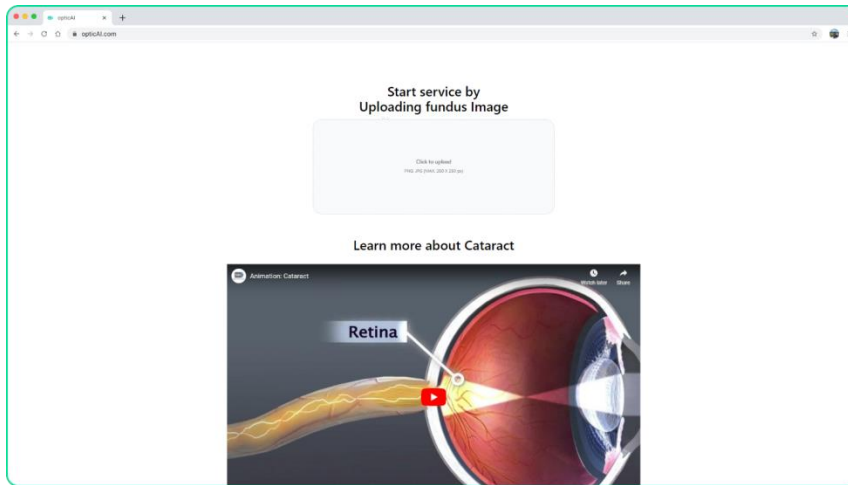 opticAI
opticAI.com
Start service by
Uploading fundus Image
Click to upload
Learn more about Cataract
Animation: Cataract
Watch later
Share
Retina